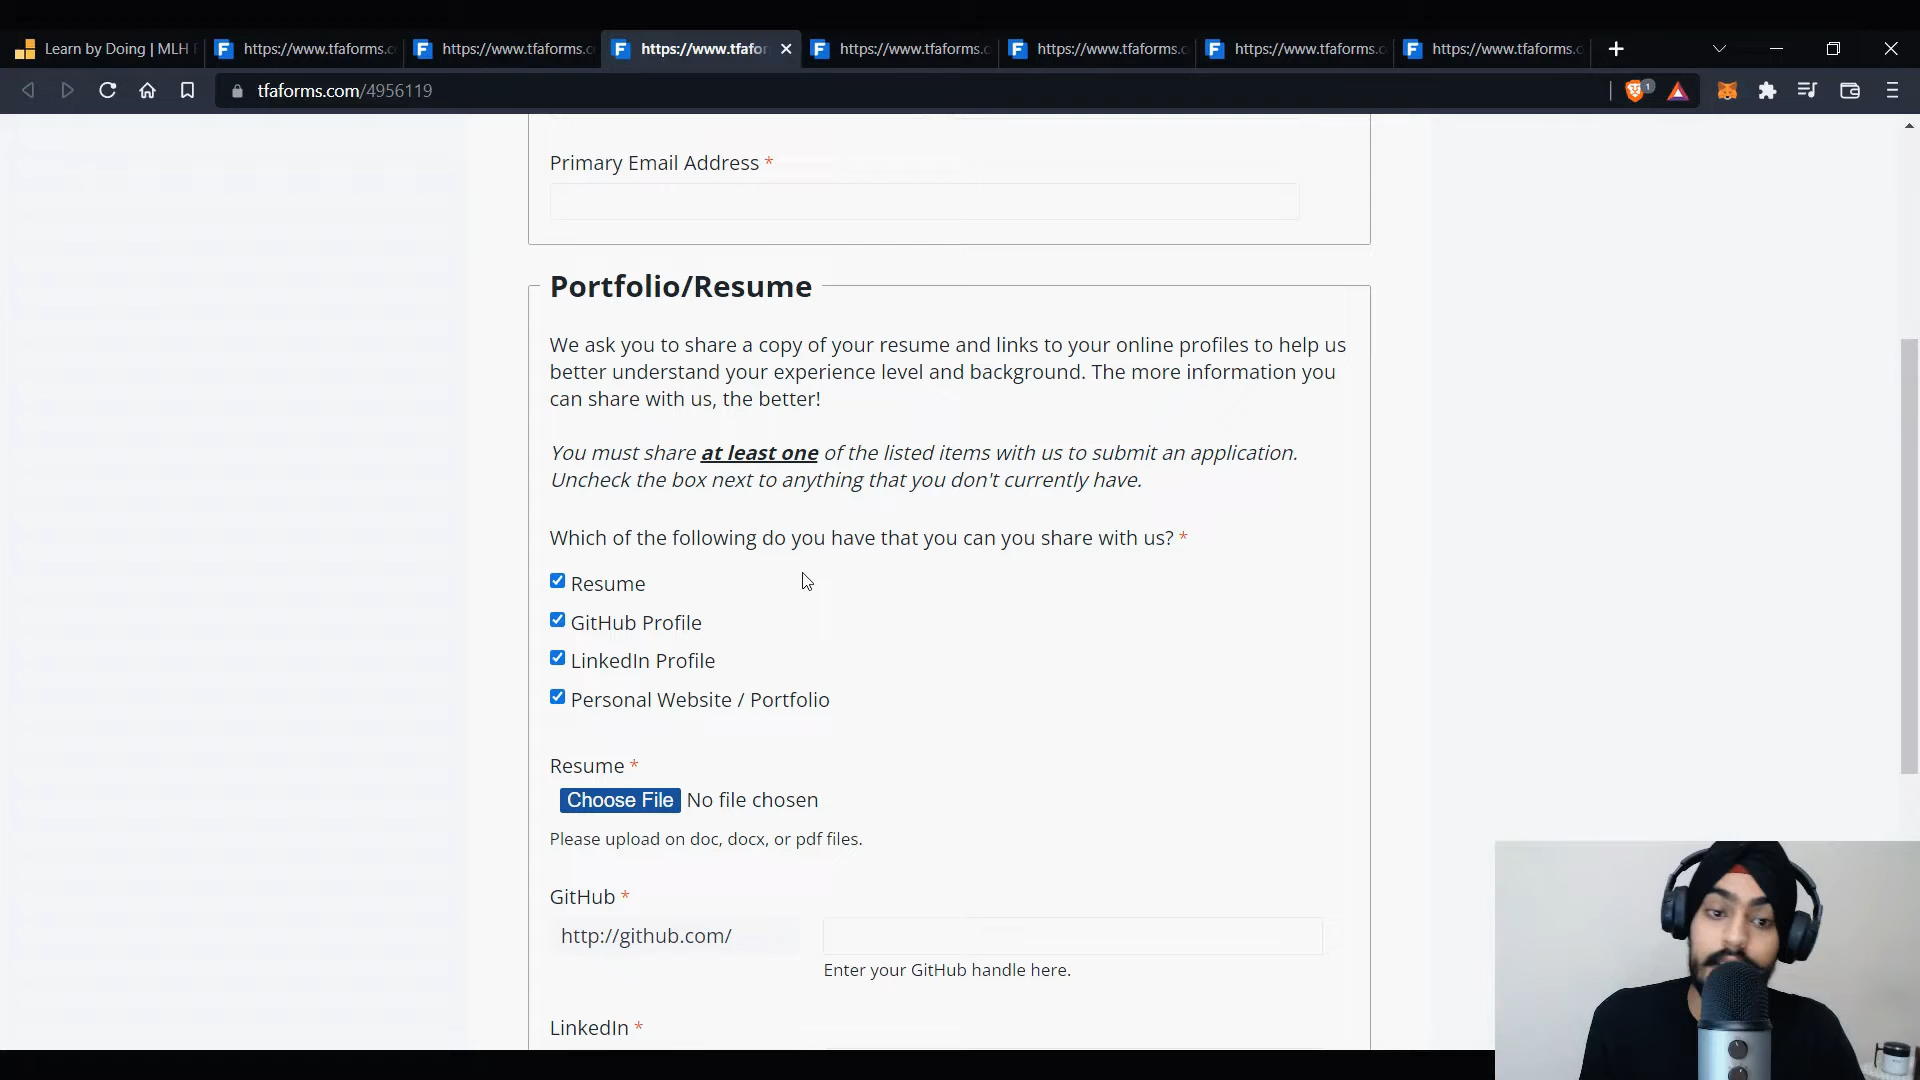 Learn by Doing | MLH
https://www.tfaforms.c
https://www.tfaforms.c
https://www.tfafor
https://www.tfaforms.c
https://www.tfaforms.c
https://www.tfaforms.c
https://www.tfaforms.c
tfaforms.com/4956119
1
Primary Email Address *
Portfolio/Resume
We ask you to share a copy of your resume and links to your online profiles to help us
better understand your experience level and background. The more information you
can share with us, the better!
You must share at least one of the listed items with us to submit an application.
Uncheck the box next to anything that you don't currently have.
Which of the following do you have that you can you share with us? *
Resume
GitHub Profile
LinkedIn Profile
Personal Website / Portfolio
Resume *
Choose File No file chosen
Please upload on doc, docx, or pdf files.
GitHub *
http://github.com/
Enter your GitHub handle here.
LinkedIn *